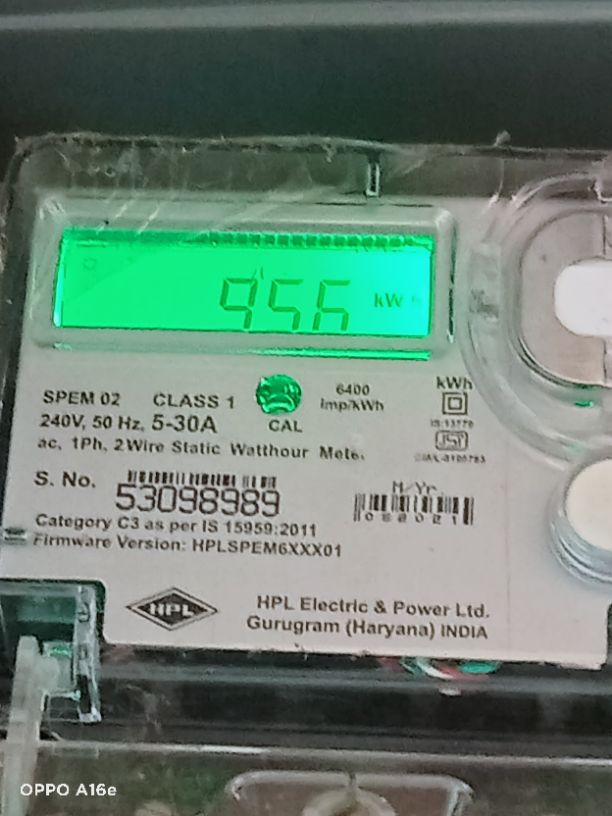 kW
SPEM 02 CLASS 1
6400
Imp/kWh
kWh
240V, 50 Hz, 5-30A
CAL
ac, 1Ph, 2Wire Static Watthour Meter
S. No.
53098989
M/Yr.
Category C3 as per IS 15959:2011
Firmware Version: HPLSPEM6XXX01
HPL
HPL Electric & Power Ltd.
Gurugram (Haryana) INDIA
OPPO A16e